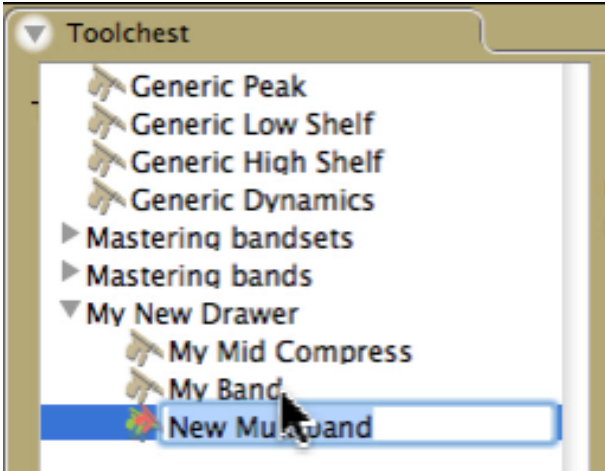 Toolchest
Generic Peak
Generic Low Shelf
Generic High Shelf
Generic Dynamics
Mastering bandsets
Mastering bands
My New Drawer
My Mid Compress
My Band
New Multiband